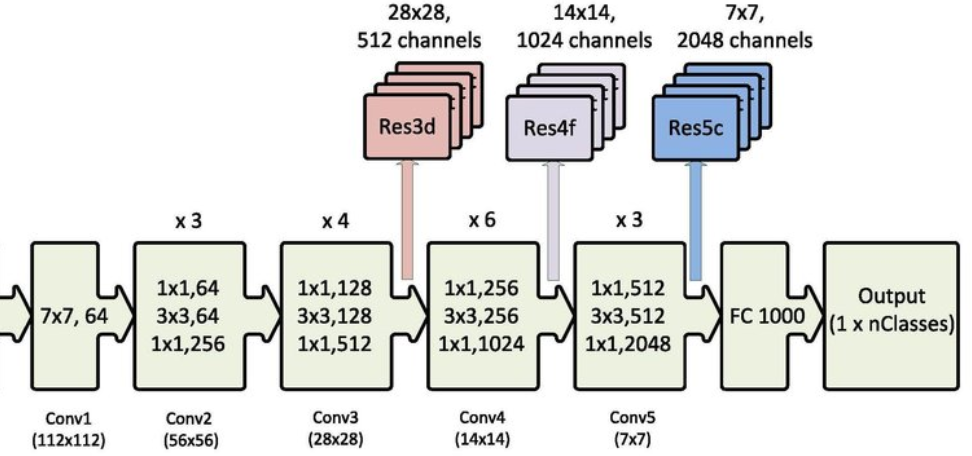 28x28,
512 channels
14x14,
1024 channels
7x7,
2048 channels
Res3d
Res4f
Res5c
x 3
x 4
x 6
x 3
7x7, 64
1x1,64
3x3,64
1x1,256
1x1,128
3x3,128
1x1,512
1x1,256
3x3,256
1x1,1024
1x1,512
3x3,512
1x1,2048
FC 1000
Output
(1 x nClasses)
Conv1
(112x112)
Conv2
(56x56)
Conv3
(28x28)
Conv4
(14x14)
Conv5
(7x7)